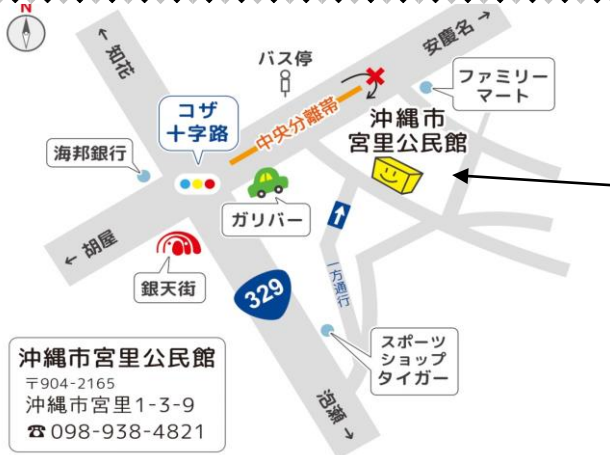 N
← 知花
バス停
安慶名 →
ファミリー
マート
コザ
十字路
中央分離帯
沖縄市
宮里公民館
海邦銀行
ガリバー
← 胡屋
銀天街
329
一方通行
スポーツ
ショップ
タイガー
泡瀬 →
沖縄市宮里公民館
〒904-2165
沖縄市宮里1-3-9
☎098-938-4821